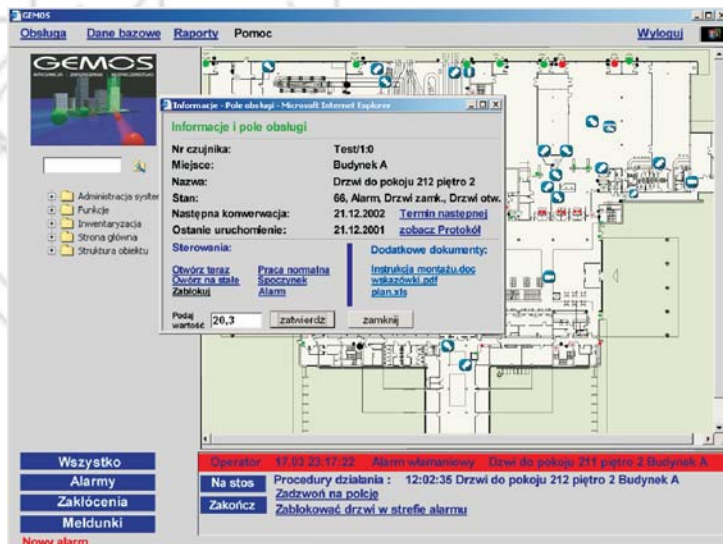 GEMOS
Obsługa Dane bazowe Raporty Pomoc Wyloguj
GEMOS
Informacje - Pole obsługi - Microsoft Internet Explorer
Informacje i pole obsługi
Nr czujnika: Test/1:0
Miejsce: Budynek A
Nazwa: Drzwi do pokoju 212 piętro 2
Stan: 66, Alarm, Drzwi zamk., Drzwi otw.
Następna konwerwacja: 21.12.2002 Termin następnej
Ostanie uruchomienie: 21.12.2001 zobacz Protokół
Sterowania: Dodatkowe dokumenty:
Otwórz teraz Praca normalna Instrukcja montażu.doc
Owórz na stałe Spoczynek wskazówki.pdf
Zablokuj Alarm plan.xls
Podaj wartość 20,3 zatwierdz zamknij
Administracja system
Funkcje
Inwentaryzacja
Strona główna
Struktura obiektu
Wszystko
Alarmy
Zakłócenia
Meldunki
Nowy alarm
Operator 17.03 23:17:22 Alarm włamaniowy Dzwi do pokoju 211 piętro 2 Budynek A
Na stos Procedury działania : 12:02:35 Drzwi do pokoju 212 piętro 2 Budynek A
Zadzwoń na polcję
Zakończ Zablokować drzwi w strefie alarmu